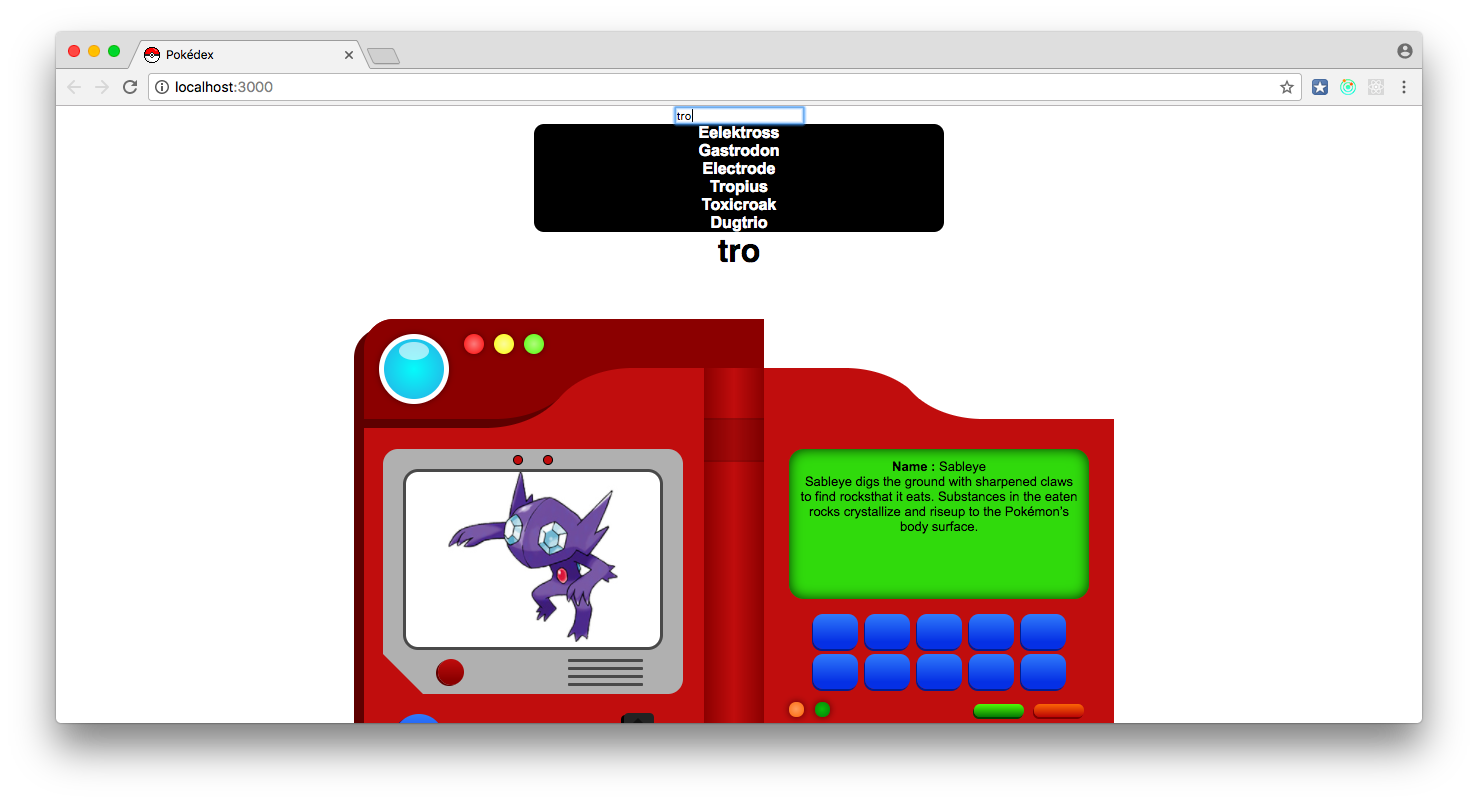 Pokédex
localhost:3000
tro
Eelektross
Gastrodon
Electrode
Tropius
Toxicroak
Dugtrio
tro
Name : Sableye
Sableye digs the ground with sharpened claws
to find rocksthat it eats. Substances in the eaten
rocks crystallize and riseup to the Pokémon's
body surface.